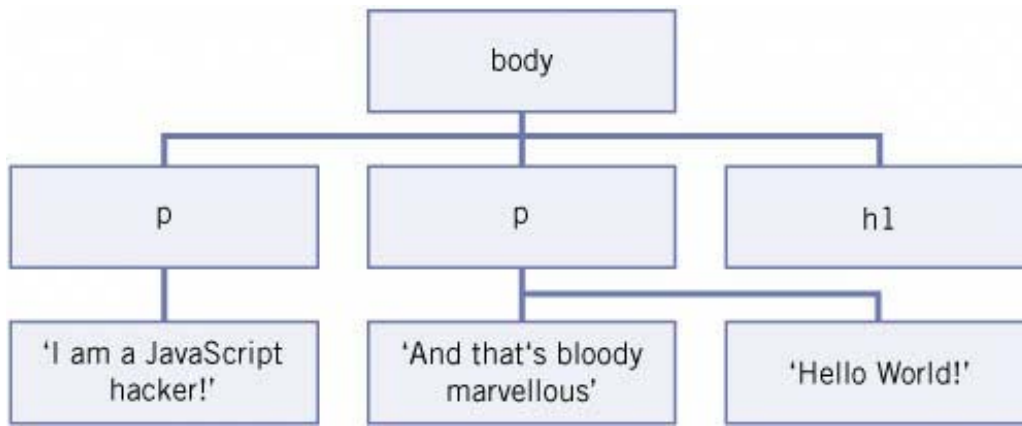 body
p
p
h1
‘I am a JavaScript
hacker!’
‘And that‘s bloody
marvellous’
‘Hello World!’